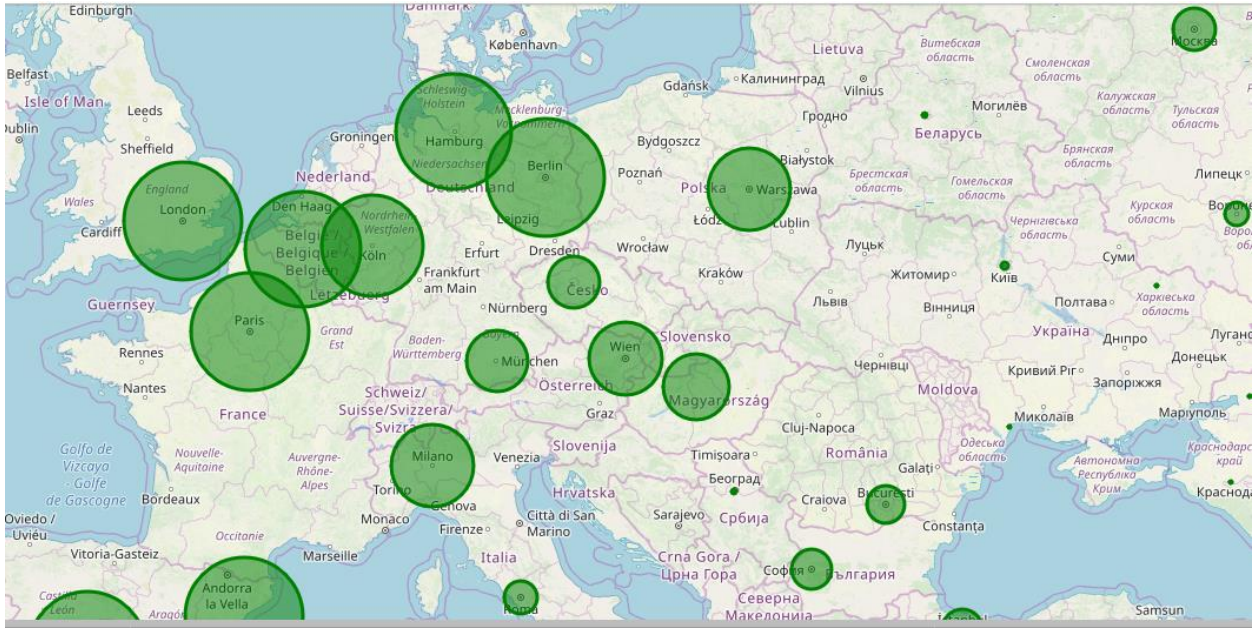 Edinburgh
Danmark
København
Витебская
область
Lietuva
Смоленская
область
Москва
Belfast
Isle of Man
Leeds
Schleswig-
Holstein
Gdańsk
Калининград
Vilnius
Могилёв
Калужская
область
Тульская
область
Dublin
Sheffield
Groningen
Hamburg
Mecklenburg-
Vorpommern
Bydgoszcz
Гродно
Беларусь
Брянская
область
England
Nederland
Niedersachsen
Deutschland
Berlin
Poznań
Polska
Warszawa
Białystok
Брестская
область
Гомельская
область
Липецк
Wales
Cardiff
London
Den Haag
Nordrhein-
Westfalen
Leipzig
Łódź
Lublin
Чернігівська
область
Курская
область
België /
Belgique /
Belgien
Köln
Erfurt
Dresden
Wrocław
Луцьк
Суми
Guernsey
Lëtzebuerg
Frankfurt
am Main
Česko
Kraków
Житомир
Київ
Харківська
область
Paris
Grand
Est
Nürnberg
Львів
Вінниця
Полтава
Україна
Rennes
Baden-
Württemberg
Bayern
München
Wien
Slovensko
Чернівці
Дніпро
Nantes
France
Schweiz/
Suisse/Svizzera/
Österreich
Graz
Magyarország
Moldova
Кривий Ріг
Запоріжжя
Донецьк
Golfo de
Vizcaya
- Golfe
de Gascogne
Nouvelle-
Aquitaine
Auvergne-
Rhône-
Alpes
Milano
Venezia
Slovenija
Timișoara
Cluj-Napoca
România
Galați
Одеська
область
Миколаїв
Маріуполь
Автономна
Республіка
Крим
Bordeaux
Torino
Genova
Hrvatska
Београд
Craiova
București
Oviedo /
Uviéu
Occitanie
Monaco
Firenze
Città di San
Marino
Sarajevo
Србија
Constanța
Vitoria-Gasteiz
Marseille
Italia
Crna Gora /
Црна Гора
София
България
Castilla
León
Aragón
Andorra
la Vella
Roma
Северна
Македонија
İstanbul
Samsun